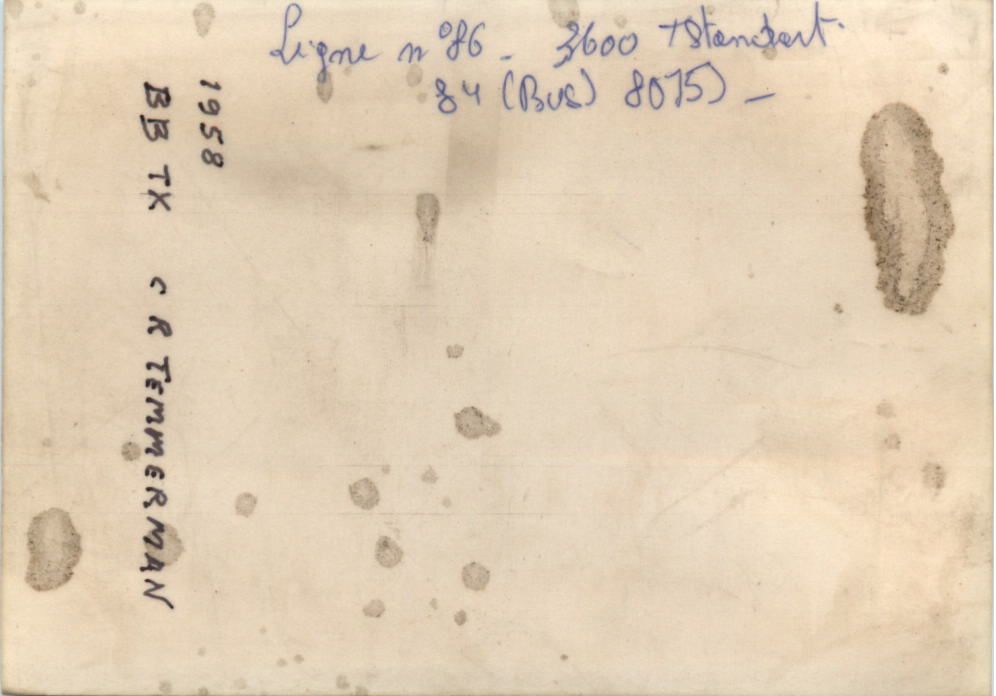 Ligne n° 86 - 3600 + Standart.
84 (Bus) 8075) -
1958
BB TX C R TEMMERMAN